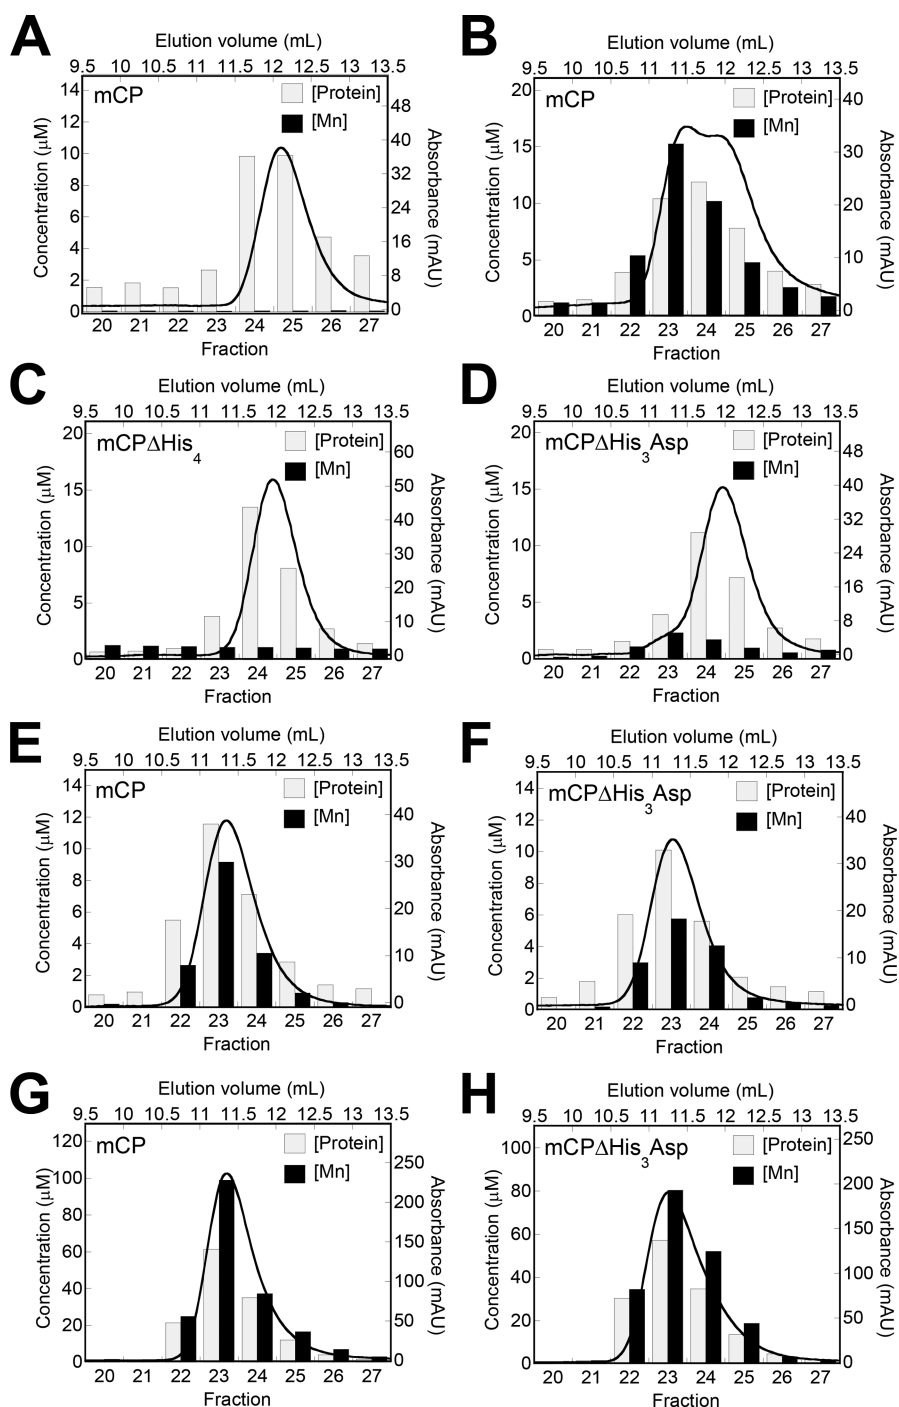 A
Elution volume (mL)
9.5 10 10.5 11 11.5 12 12.5 13 13.5
mCP
[Protein]
[Mn]
Concentration (μM)
14
12
10
8
6
4
2
0
Absorbance (mAU)
48
40
32
24
16
8
0
20 21 22 23 24 25 26 27
Fraction
B
Elution volume (mL)
9.5 10 10.5 11 11.5 12 12.5 13 13.5
mCP
[Protein]
[Mn]
Concentration (μM)
20
15
10
5
0
Absorbance (mAU)
40
30
20
10
0
20 21 22 23 24 25 26 27
Fraction
C
Elution volume (mL)
9.5 10 10.5 11 11.5 12 12.5 13 13.5
mCPΔHis4
[Protein]
[Mn]
Concentration (μM)
20
15
10
5
0
Absorbance (mAU)
60
50
40
30
20
10
0
20 21 22 23 24 25 26 27
Fraction
D
Elution volume (mL)
9.5 10 10.5 11 11.5 12 12.5 13 13.5
mCPΔHis3Asp
[Protein]
[Mn]
Concentration (μM)
20
15
10
5
0
Absorbance (mAU)
48
40
32
24
16
8
0
20 21 22 23 24 25 26 27
Fraction
E
Elution volume (mL)
9.5 10 10.5 11 11.5 12 12.5 13 13.5
mCP
[Protein]
[Mn]
Concentration (μM)
14
12
10
8
6
4
2
0
Absorbance (mAU)
40
30
20
10
0
20 21 22 23 24 25 26 27
Fraction
F
Elution volume (mL)
9.5 10 10.5 11 11.5 12 12.5 13 13.5
mCPΔHis3Asp
[Protein]
[Mn]
Concentration (μM)
14
12
10
8
6
4
2
0
Absorbance (mAU)
40
30
20
10
0
20 21 22 23 24 25 26 27
Fraction
G
Elution volume (mL)
9.5 10 10.5 11 11.5 12 12.5 13 13.5
mCP
[Protein]
[Mn]
Concentration (μM)
120
100
80
60
40
20
0
Absorbance (mAU)
250
200
150
100
50
0
20 21 22 23 24 25 26 27
Fraction
H
Elution volume (mL)
9.5 10 10.5 11 11.5 12 12.5 13 13.5
mCPΔHis3Asp
[Protein]
[Mn]
Concentration (μM)
100
80
60
40
20
0
Absorbance (mAU)
250
200
150
100
50
0
20 21 22 23 24 25 26 27
Fraction